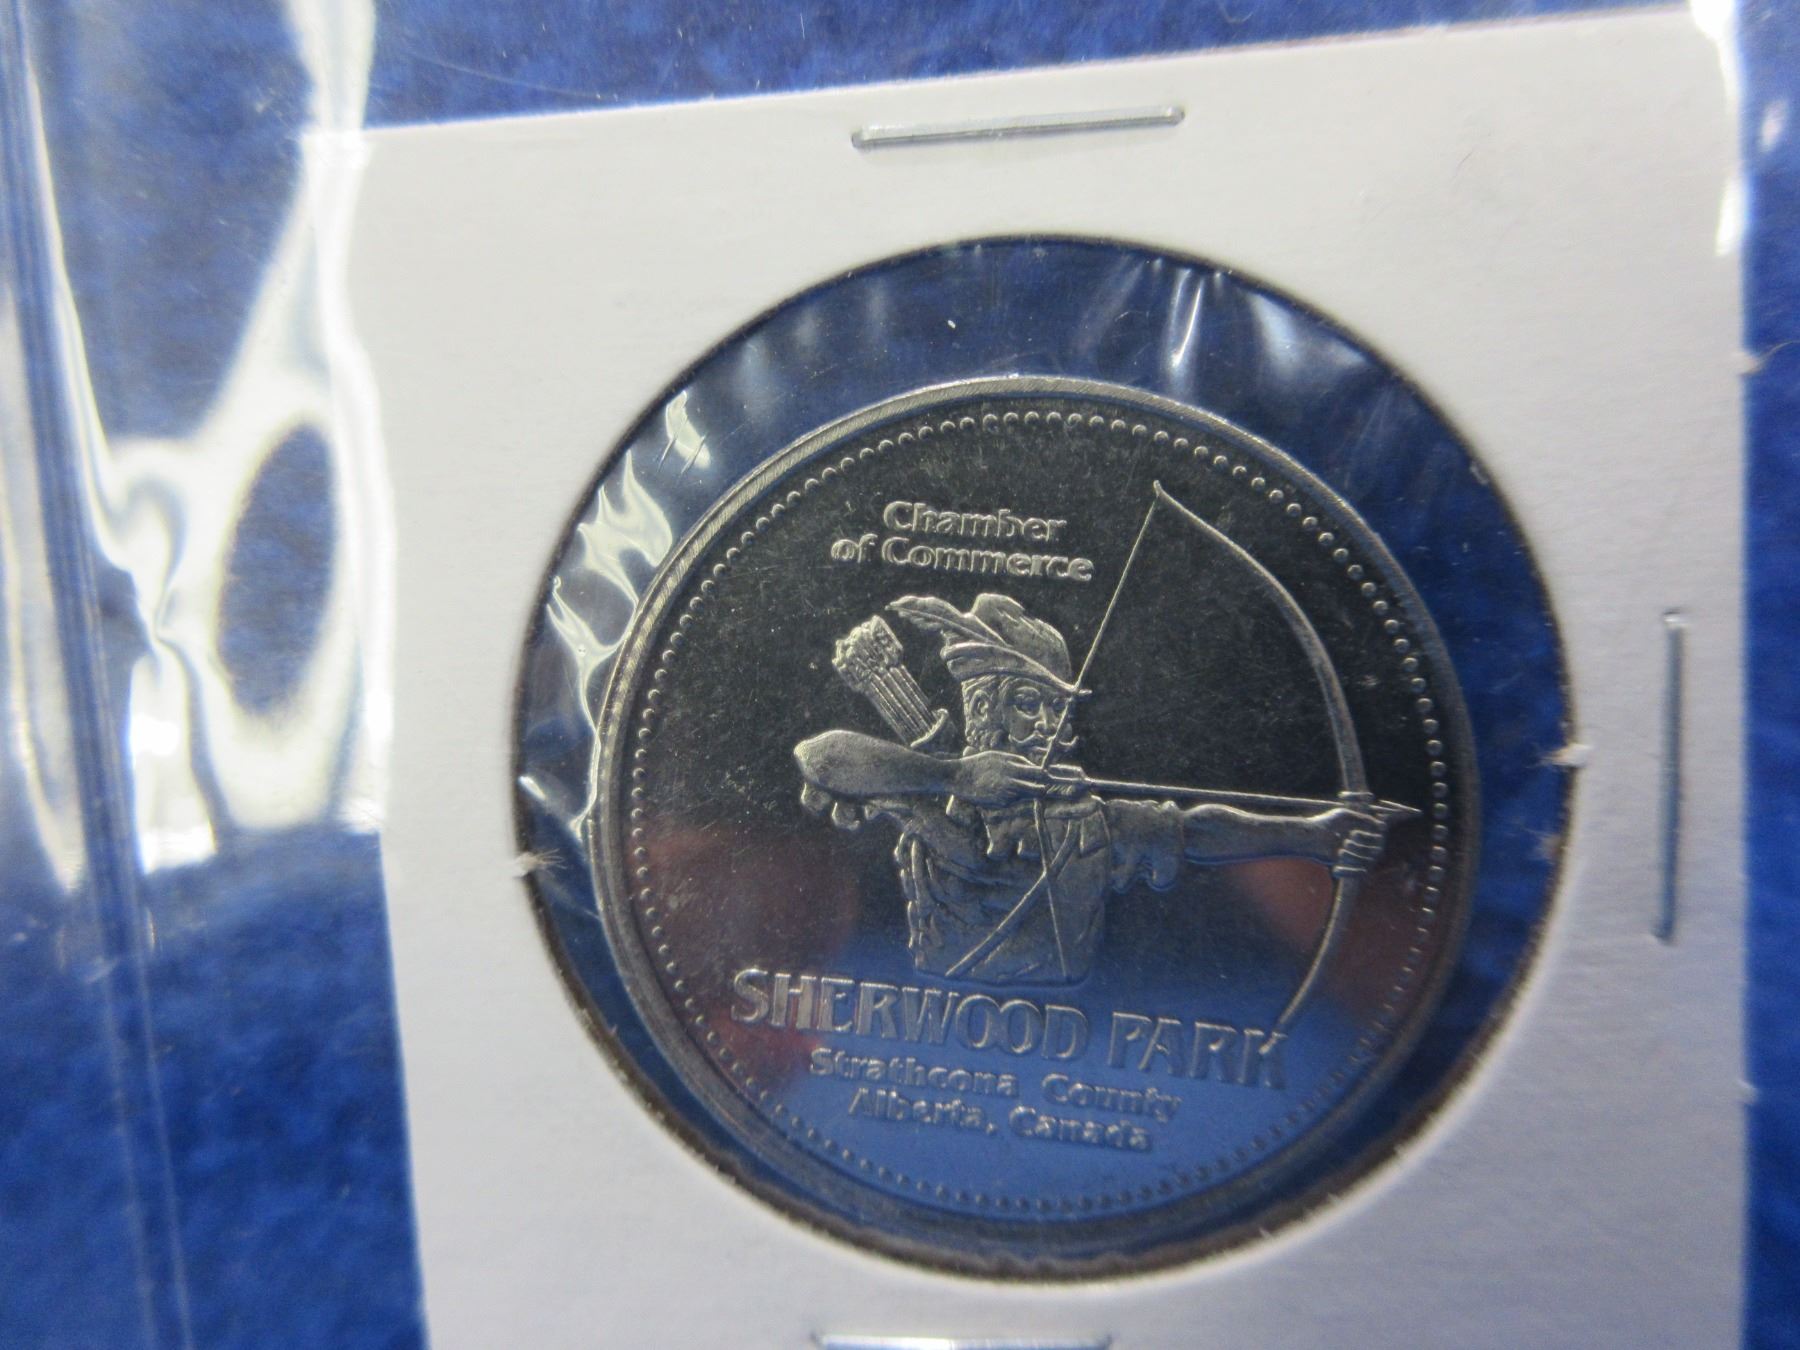 Chamber
of Commerce
SHERWOOD PARK
Strathcona County
Alberta, Canada